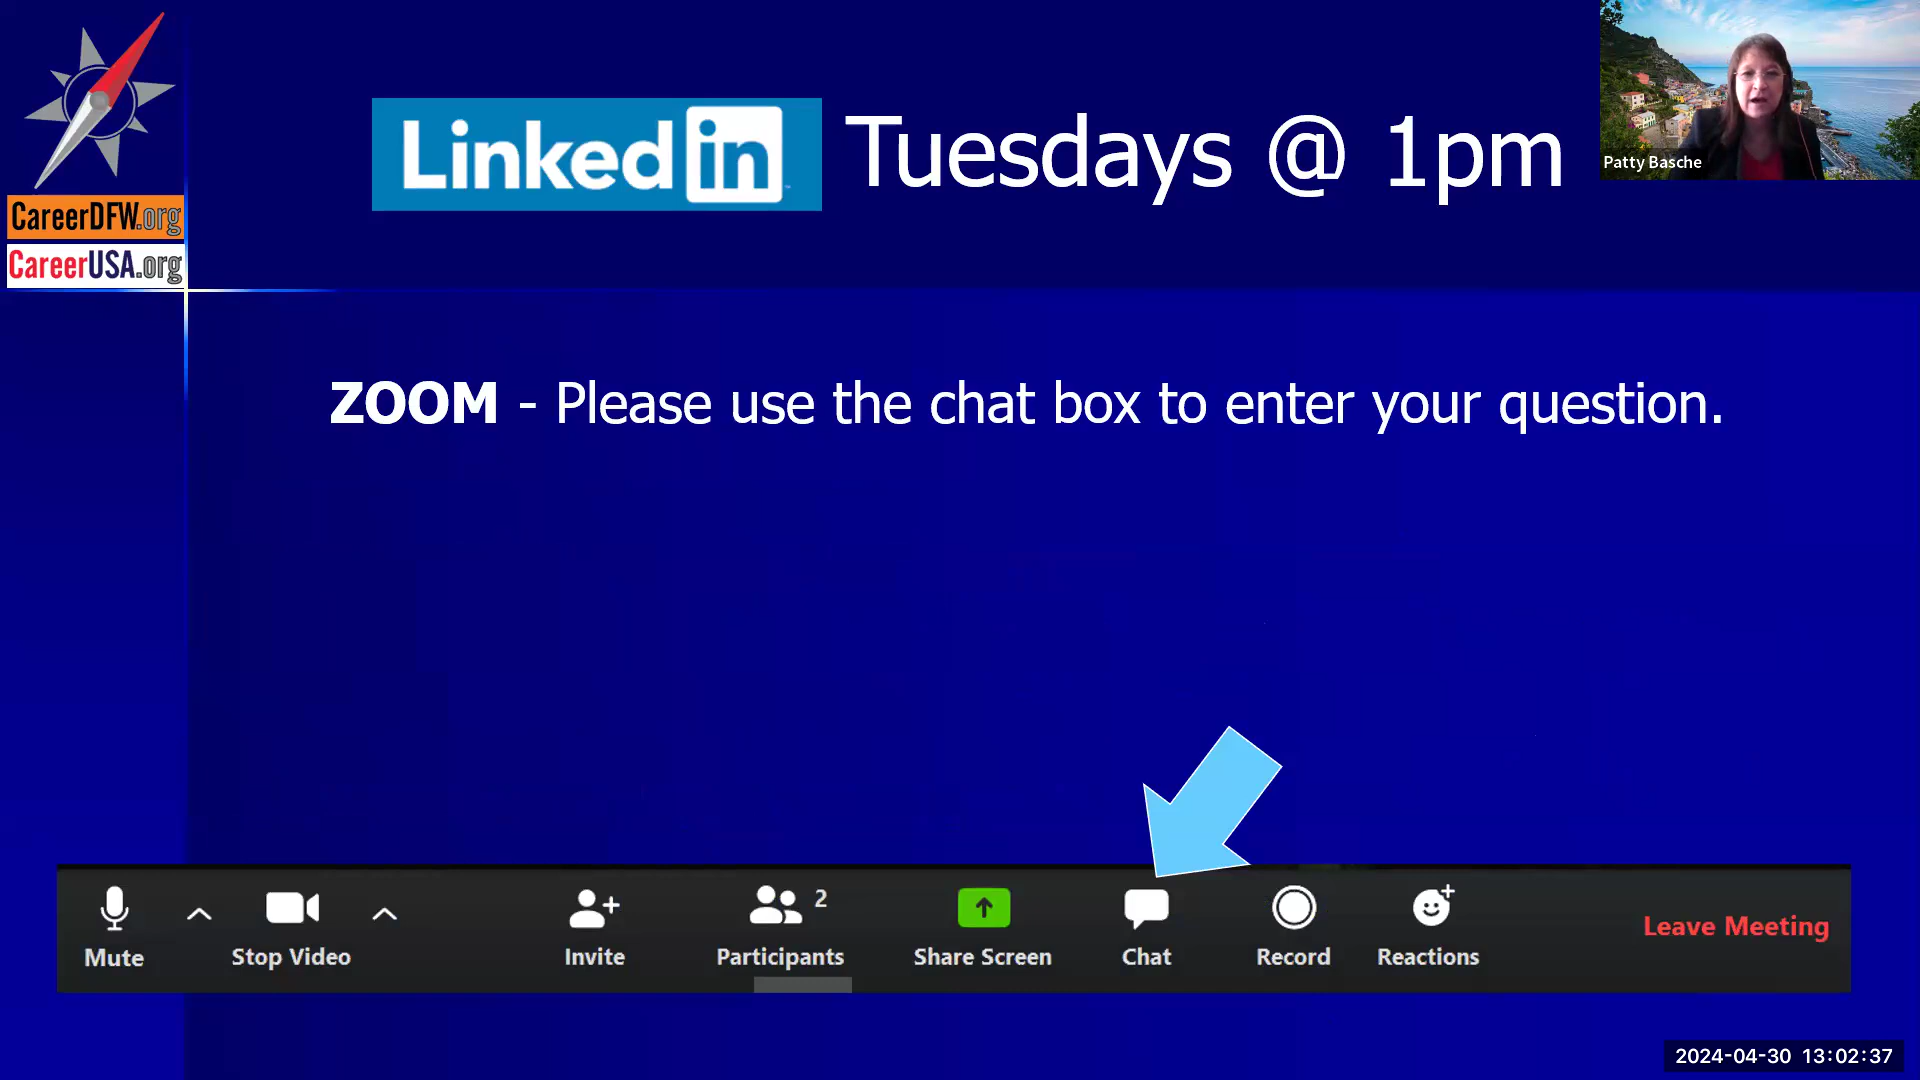 LinkedIn Tuesdays @ 1pm
Patty Basche
CareerDFW.org
CareerUSA.org
ZOOM - Please use the chat box to enter your question.
2
Mute
Stop Video
Invite
Participants
Share Screen
Chat
Record
Reactions
Leave Meeting
2024-04-30 13:02:37